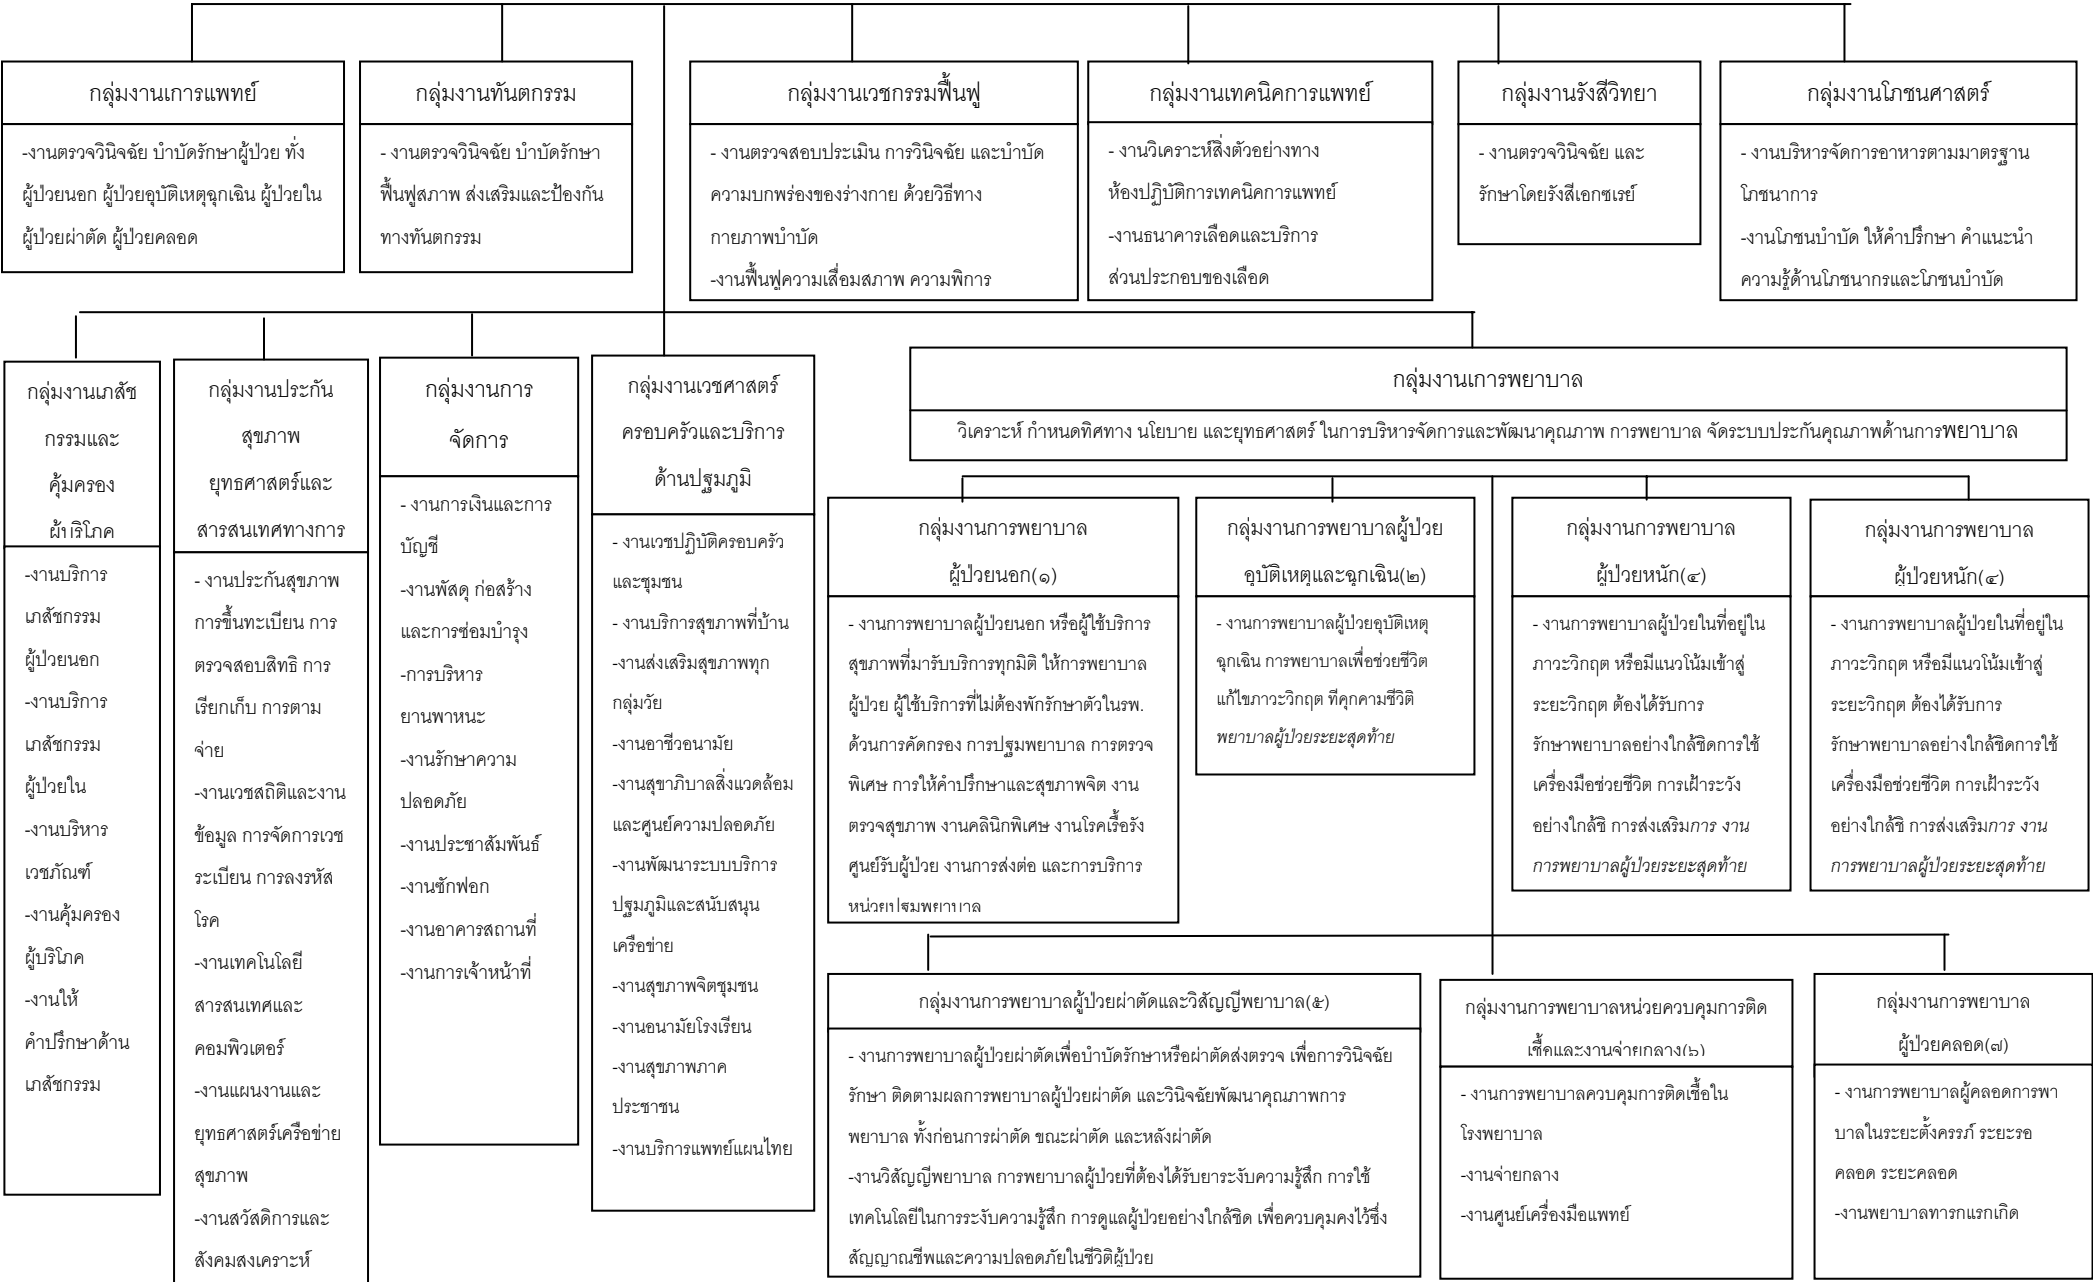 กลุ่มงานเการแพทย์
-งานตรวจวินิจฉัย บำบัดรักษาผู้ป่วย ทั่ง
ผู้ป่วยนอก ผู้ป่วยอุบัติเหตุฉุกเฉิน ผู้ป่วยใน
ผู้ป่วยผ่าตัด ผู้ป่วยคลอด
กลุ่มงานทันตกรรม
- งานตรวจวินิจฉัย บำบัดรักษา
ฟื้นฟูสภาพ ส่งเสริมและป้องกัน
ทางทันตกรรม
กลุ่มงานเวชกรรมฟื้นฟู
- งานตรวจสอบประเมิน การวินิจฉัย และบำบัด
ความบกพร่องของร่างกาย ด้วยวิธีทาง
กายภาพบำบัด
-งานฟื้นฟูความเสื่อมสภาพ ความพิการ
กลุ่มงานเทคนิคการแพทย์
- งานวิเคราะห์สิ่งตัวอย่างทาง
ห้องปฏิบัติการเทคนิคการแพทย์
-งานธนาคารเลือดและบริการ
ส่วนประกอบของเลือด
กลุ่มงานรังสีวิทยา
- งานตรวจวินิจฉัย และ
รักษาโดยรังสีเอกซเรย์
กลุ่มงานโภชนศาสตร์
- งานบริหารจัดการอาหารตามมาตรฐาน
โภชนาการ
-งานโภชนบำบัด ให้คำปรึกษา คำแนะนำ
ความรู้ด้านโภชนากรและโภชนบำบัด
กลุ่มงานเภสัช
กรรมและ
คุ้มครอง
ผู้บริโภค
-งานบริการ
เภสัชกรรม
ผู้ป่วยนอก
-งานบริการ
เภสัชกรรม
ผู้ป่วยใน
-งานบริหาร
เวชภัณฑ์
-งานคุ้มครอง
ผู้บริโภค
-งานให้
คำปรึกษาด้าน
เภสัชกรรม
กลุ่มงานประกัน
สุขภาพ
ยุทธศาสตร์และ
สารสนเทศทางการ
- งานประกันสุขภาพ
การขึ้นทะเบียน การ
ตรวจสอบสิทธิ การ
เรียกเก็บ การตาม
จ่าย
-งานเวชสถิติและงาน
ข้อมูล การจัดการเวช
ระเบียน การลงรหัส
โรค
-งานเทคโนโลยี
สารสนเทศและ
คอมพิวเตอร์
-งานแผนงานและ
ยุทธศาสตร์เครือข่าย
สุขภาพ
-งานสวัสดิการและ
สังคมสงเคราะห์
กลุ่มงานการ
จัดการ
- งานการเงินและการ
บัญชี
-งานพัสดุ ก่อสร้าง
และการซ่อมบำรุง
-การบริหาร
ยานพาหนะ
-งานรักษาความ
ปลอดภัย
-งานประชาสัมพันธ์
-งานซักฟอก
-งานอาคารสถานที่
-งานการเจ้าหน้าที่
กลุ่มงานเวชศาสตร์
ครอบครัวและบริการ
ด้านปฐมภูมิ
- งานเวชปฏิบัติครอบครัว
และชุมชน
- งานบริการสุขภาพที่บ้าน
-งานส่งเสริมสุขภาพทุก
กลุ่มวัย
-งานอาชีวอนามัย
-งานสุขาภิบาลสิ่งแวดล้อม
และศูนย์ความปลอดภัย
-งานพัฒนาระบบบริการ
ปฐมภูมิและสนับสนุน
เครือข่าย
-งานสุขภาพจิตชุมชน
-งานอนามัยโรงเรียน
-งานสุขภาพภาค
ประชาชน
-งานบริการแพทย์แผนไทย
กลุ่มงานเการพยาบาล
วิเคราะห์ กำหนดทิศทาง นโยบาย และยุทธศาสตร์ ในการบริหารจัดการและพัฒนาคุณภาพ การพยาบาล จัดระบบประกันคุณภาพด้านการพยาบาล
กลุ่มงานการพยาบาล
ผู้ป่วยนอก(๑)
- งานการพยาบาลผู้ป่วยนอก หรือผู้ใช้บริการ
สุขภาพที่มารับบริการทุกมิติ ให้การพยาบาล
ผู้ป่วย ผู้ใช้บริการที่ไม่ต้องพักรักษาตัวในรพ.
ด้วนการคัดกรอง การปฐมพยาบาล การตรวจ
พิเศษ การให้คำปรึกษาและสุขภาพจิต งาน
ตรวจสุขภาพ งานคลินิกพิเศษ งานโรคเรื้อรัง
ศูนย์รับผู้ป่วย งานการส่งต่อ และการบริการ
หน่วยปฐมพยาบาล
กลุ่มงานการพยาบาลผู้ป่วย
อุบัติเหตุและฉุกเฉิน(๒)
- งานการพยาบาลผู้ป่วยอุบัติเหตุ
ฉุกเฉิน การพยาบาลเพื่อช่วยชีวิต
แก้ไขภาวะวิกฤต ที่คุกคามชีวิติ
พยาบาลผู้ป่วยระยะสุดท้าย
กลุ่มงานการพยาบาล
ผู้ป่วยหนัก(๔)
- งานการพยาบาลผู้ป่วยในที่อยู่ใน
ภาวะวิกฤต หรือมีแนวโน้มเข้าสู่
ระยะวิกฤต ต้องได้รับการ
รักษาพยาบาลอย่างใกล้ชิดการใช้
เครื่องมือช่วยชีวิต การเฝ้าระวัง
อย่างใกล้ชิ การส่งเสริมการ งาน
การพยาบาลผู้ป่วยระยะสุดท้าย
กลุ่มงานการพยาบาล
ผู้ป่วยหนัก(๔)
- งานการพยาบาลผู้ป่วยในที่อยู่ใน
ภาวะวิกฤต หรือมีแนวโน้มเข้าสู่
ระยะวิกฤต ต้องได้รับการ
รักษาพยาบาลอย่างใกล้ชิดการใช้
เครื่องมือช่วยชีวิต การเฝ้าระวัง
อย่างใกล้ชิ การส่งเสริมการ งาน
การพยาบาลผู้ป่วยระยะสุดท้าย
กลุ่มงานการพยาบาลผู้ป่วยผ่าตัดและวิสัญญีพยาบาล(๕)
- งานการพยาบาลผู้ป่วยผ่าตัดเพื่อบำบัดรักษาหรือผ่าตัดส่งตรวจ เพื่อการวินิจฉัย
รักษา ติดตามผลการพยาบาลผู้ป่วยผ่าตัด และวินิจฉัยพัฒนาคุณภาพการ
พยาบาล ทั้งก่อนการผ่าตัด ขณะผ่าตัด และหลังผ่าตัด
-งานวิสัญญีพยาบาล การพยาบาลผู้ป่วยที่ต้องได้รับยาระงับความรู้สึก การใช้
เทคโนโลยีในการระงับความรู้สึก การดูแลผู้ป่วยอย่างใกล้ชิด เพื่อควบคุมคงไว้ซึ่ง
สัญญาณชีพและความปลอดภัยในชีวิติผู้ป่วย
กลุ่มงานการพยาบาลหน่วยควบคุมการติด
เชื้อและงานจ่ายกลาง(๖)
- งานการพยาบาลควบคุมการติดเชื้อใน
โรงพยาบาล
-งานจ่ายกลาง
-งานศูนย์เครื่องมือแพทย์
กลุ่มงานการพยาบาล
ผู้ป่วยคลอด(๗)
- งานการพยาบาลผู้คลอดการพา
บาลในระยะตั้งครรภ์ ระยะรอ
คลอด ระยะคลอด
-งานพยาบาลทารกแรกเกิด